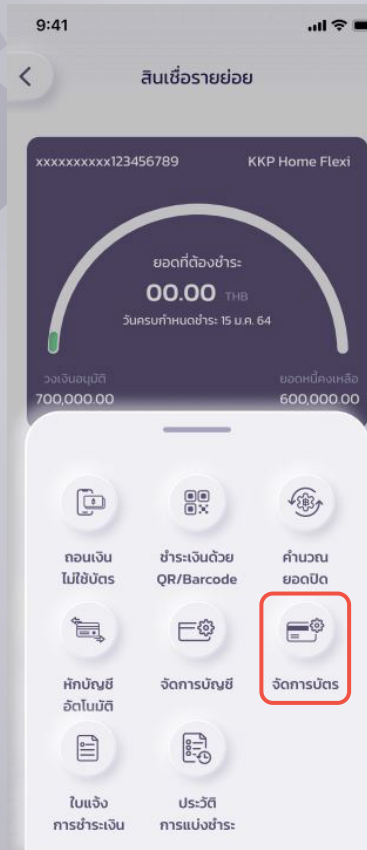 9:41
สินเชื่อรายย่อย
xxxxxxxxxx123456789 KKP Home Flexi
ยอดที่ต้องชำระ
00.00 THB
วันครบกำหนดชำระ 15 ม.ค. 64
วงเงินอนุมัติ ยอดหนี้คงเหลือ
700,000.00 600,000.00
ถอนเงิน
ไม่ใช้บัตร
ชำระเงินด้วย
QR/Barcode
คำนวณ
ยอดปิด
หักบัญชี
อัตโนมัติ
จัดการบัญชี
จัดการบัตร
ใบแจ้ง
การชำระเงิน
ประวัติ
การแบ่งชำระ